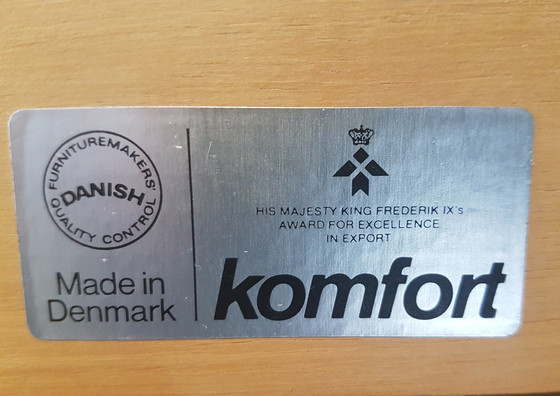 FURNITUREMAKERS'
DANISH
QUALITY CONTROL
Made in
Denmark
HIS MAJESTY KING FREDERIK IX's
AWARD FOR EXCELLENCE
IN EXPORT
komfort